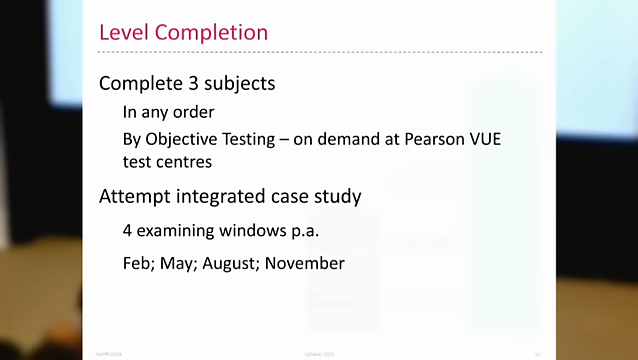 Level Completion
Complete 3 subjects
In any order
By Objective Testing – on demand at Pearson VUE
test centres
Attempt integrated case study
4 examining windows p.a.
Feb; May; August; November